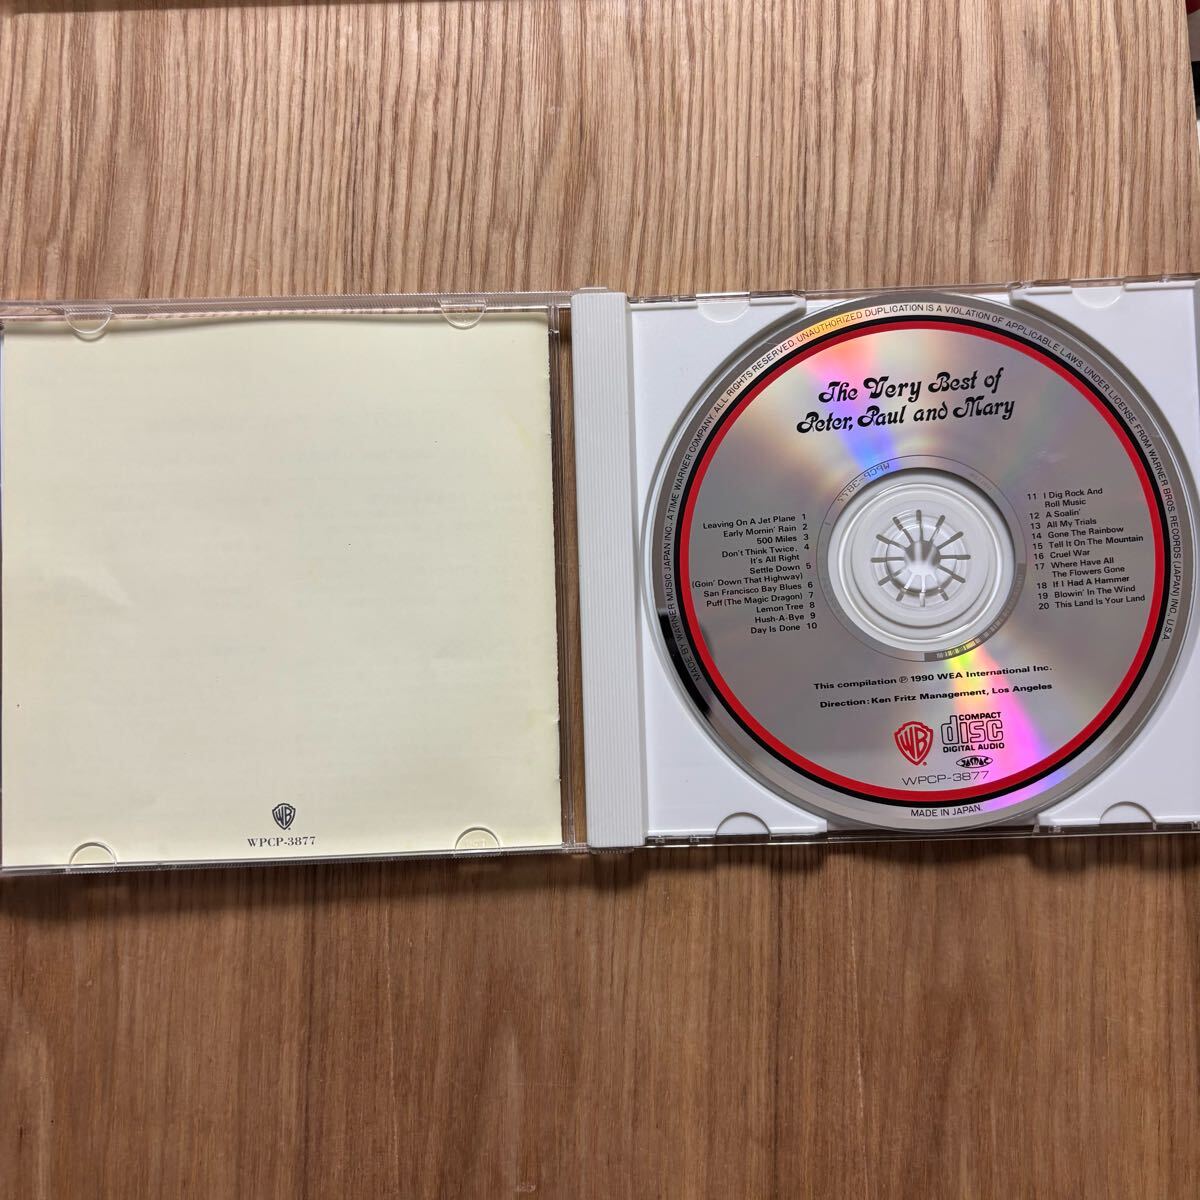 WB
WPCP-3877
MADE BY WARNER MUSIC JAPAN INC., A TIME WARNER COMPANY. ALL RIGHTS RESERVED. UNAUTHORIZED DUPLICATION IS A VIOLATION OF APPLICABLE LAWS. UNDER LICENSE FROM WARNER BROS. RECORDS (JAPAN) INC. U.S.A.
The Very Best of
Peter, Paul and Mary
WPCP-3877
Leaving On A Jet Plane 1
Early Mornin' Rain 2
500 Miles 3
Don't Think Twice, 4
It's All Right
Settle Down 5
(Goin' Down That Highway)
San Francisco Bay Blues 6
Puff (The Magic Dragon) 7
Lemon Tree 8
Hush-A-Bye 9
Day Is Done 10
11 I Dig Rock And
Roll Music
12 A Soalin'
13 All My Trials
14 Gone The Rainbow
15 Tell It On The Mountain
16 Cruel War
17 Where Have All
The Flowers Gone
18 If I Had A Hammer
19 Blowin' In The Wind
20 This Land Is Your Land
This compilation ℗ 1990 WEA International Inc.
Direction: Ken Fritz Management, Los Angeles
WB
COMPACT
disc
DIGITAL AUDIO
JASRAC
WPCP-3877
MADE IN JAPAN.